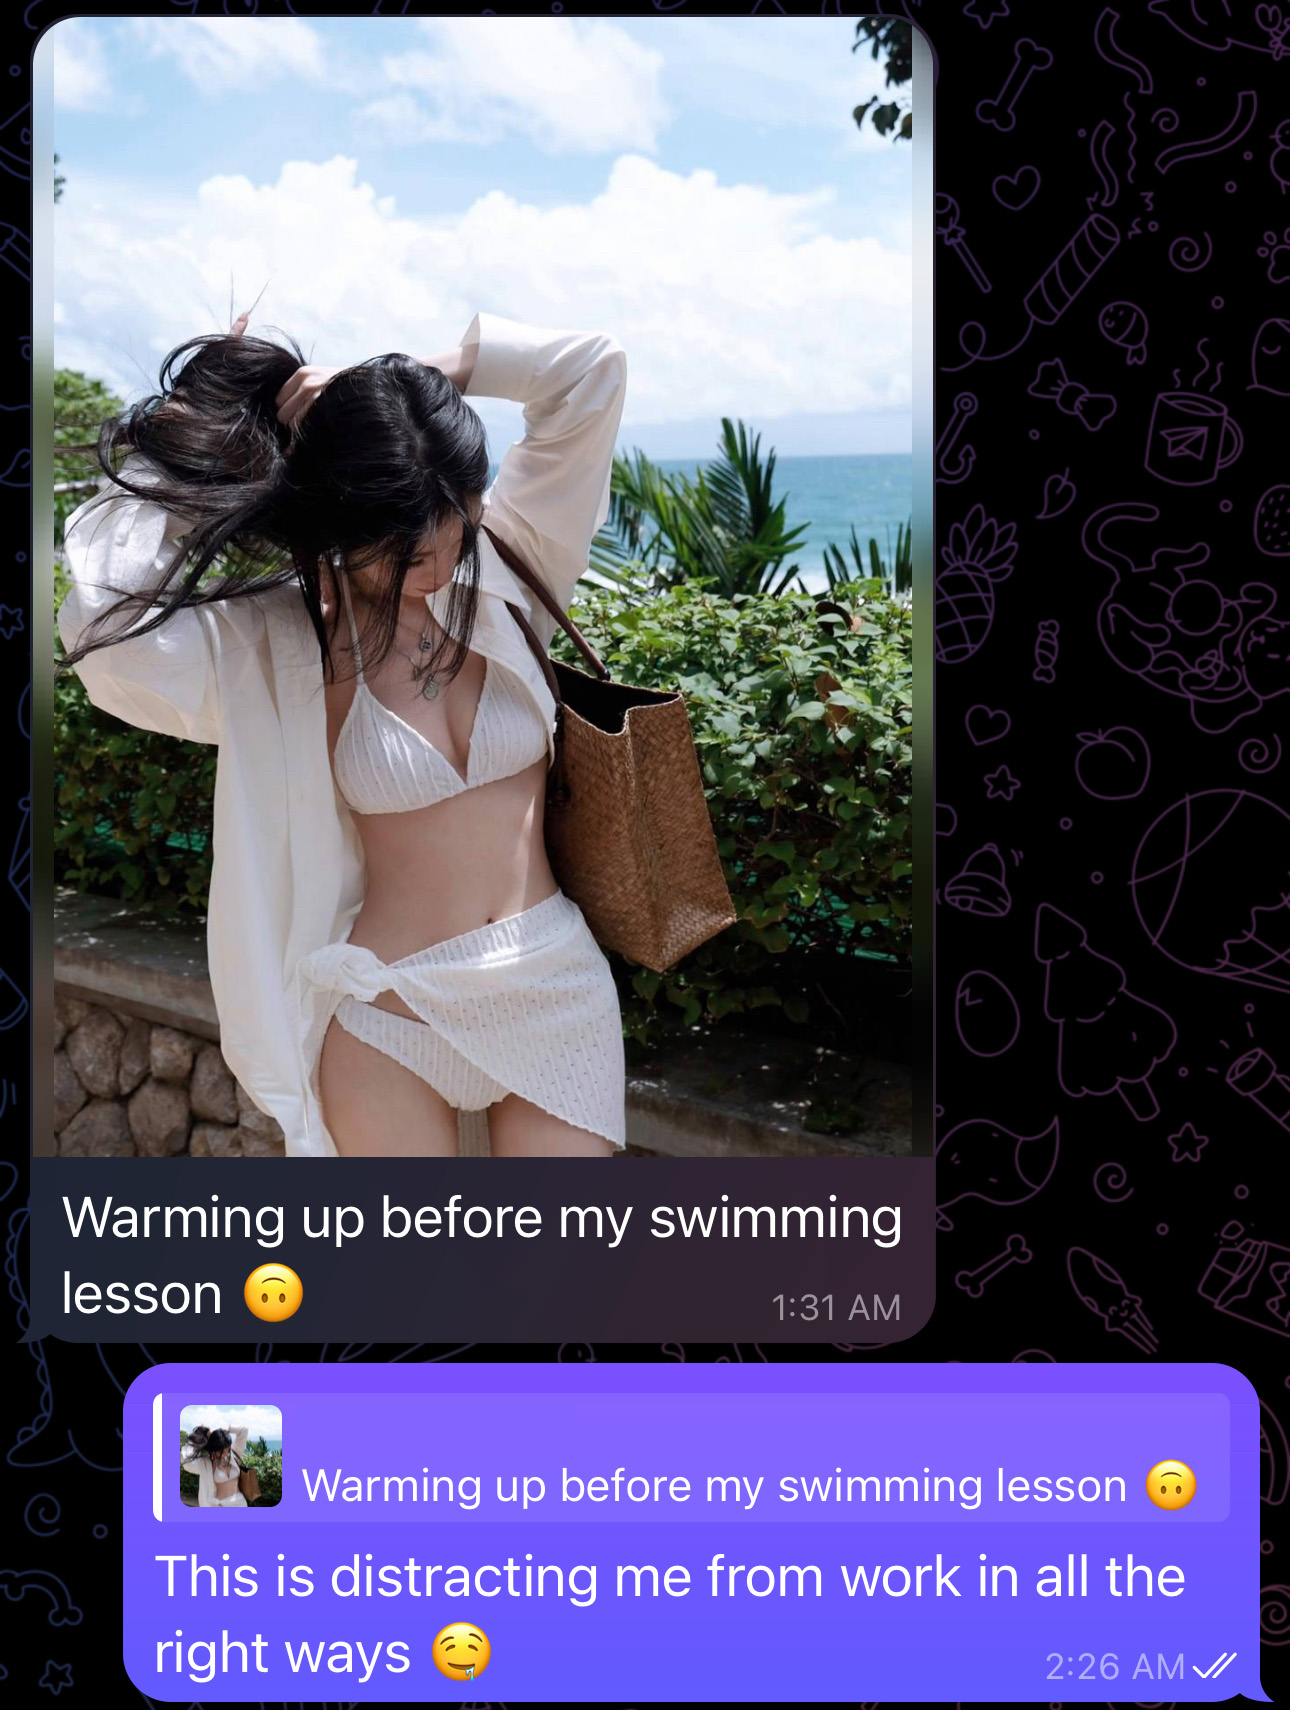 Warming up before my swimming
lesson 🙃
1:31 AM
Warming up before my swimming lesson 🙃
This is distracting me from work in all the
right ways 🤤
2:26 AM